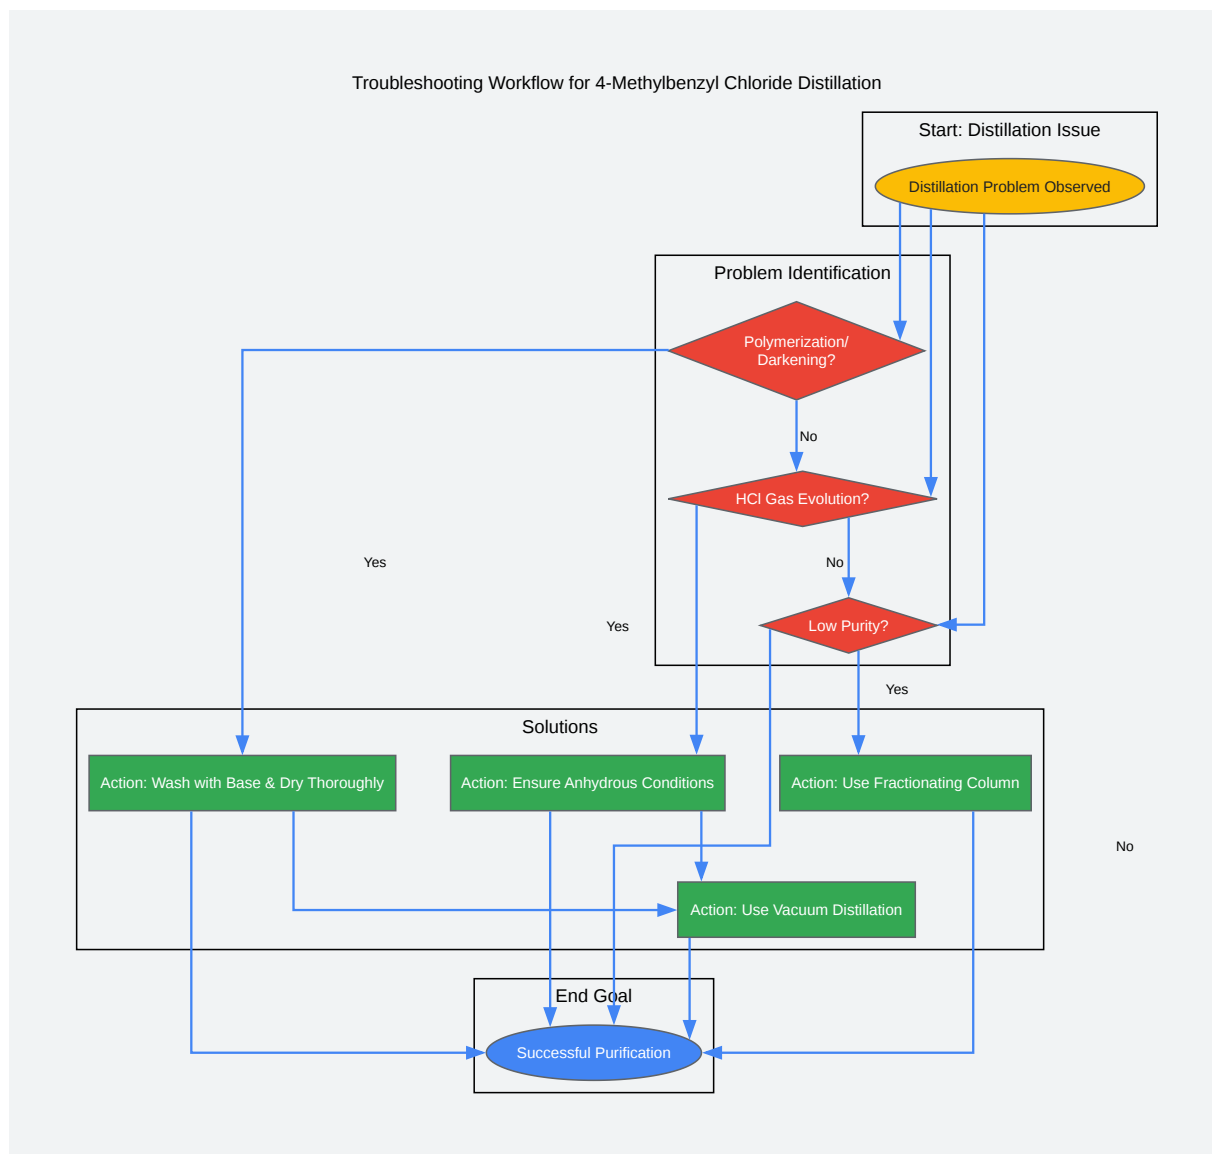 Troubleshooting Workflow for 4-Methylbenzyl Chloride Distillation
Start: Distillation Issue
Distillation Problem Observed
Problem Identification
Polymerization/
Darkening?
No
HCl Gas Evolution?
Yes
No
Yes
Low Purity?
Yes
Solutions
Action: Wash with Base & Dry Thoroughly
Action: Ensure Anhydrous Conditions
Action: Use Fractionating Column
No
Action: Use Vacuum Distillation
End Goal
Successful Purification